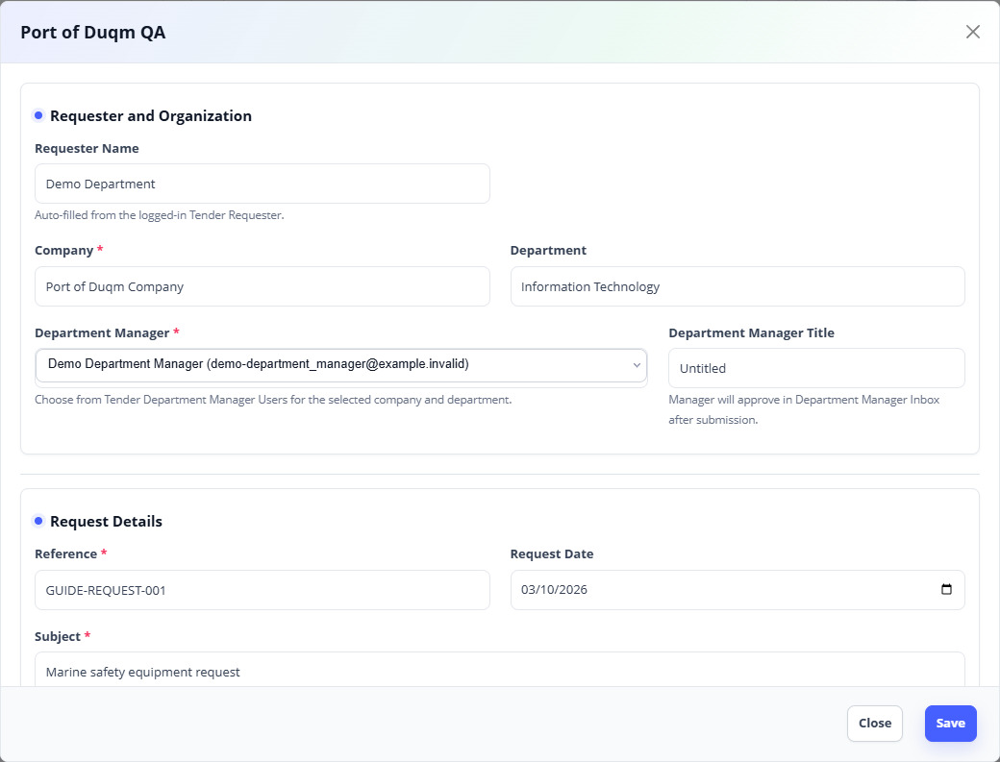 Port of Duqm QA
Requester and Organization
Requester Name
Demo Department
Auto-filled from the logged-in Tender Requester.
Company *
Department
Port of Duqm Company
Information Technology
Department Manager *
Department Manager Title
Demo Department Manager (demo-department_manager@example.invalid)
Untitled
Choose from Tender Department Manager Users for the selected company and department.
Manager will approve in Department Manager Inbox
after submission.
Request Details
Reference *
Request Date
GUIDE-REQUEST-001
03/10/2026
Subject *
Marine safety equipment request
Close
Save